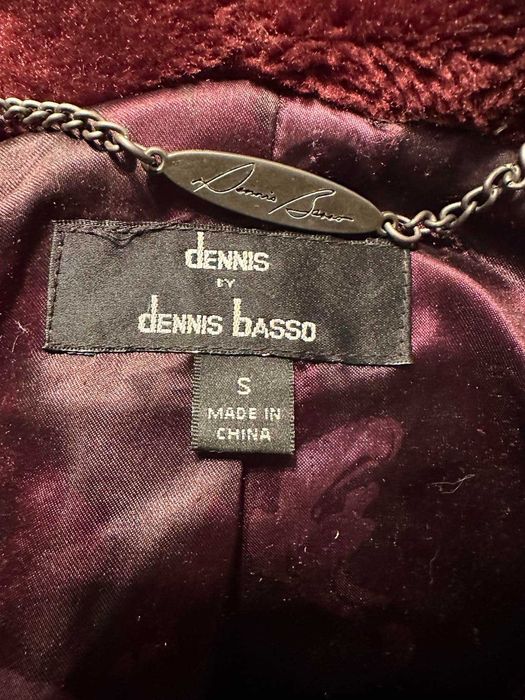 Dennis Basso
dENNIS
BY
dENNIS bASSO
S
MADE IN
CHINA